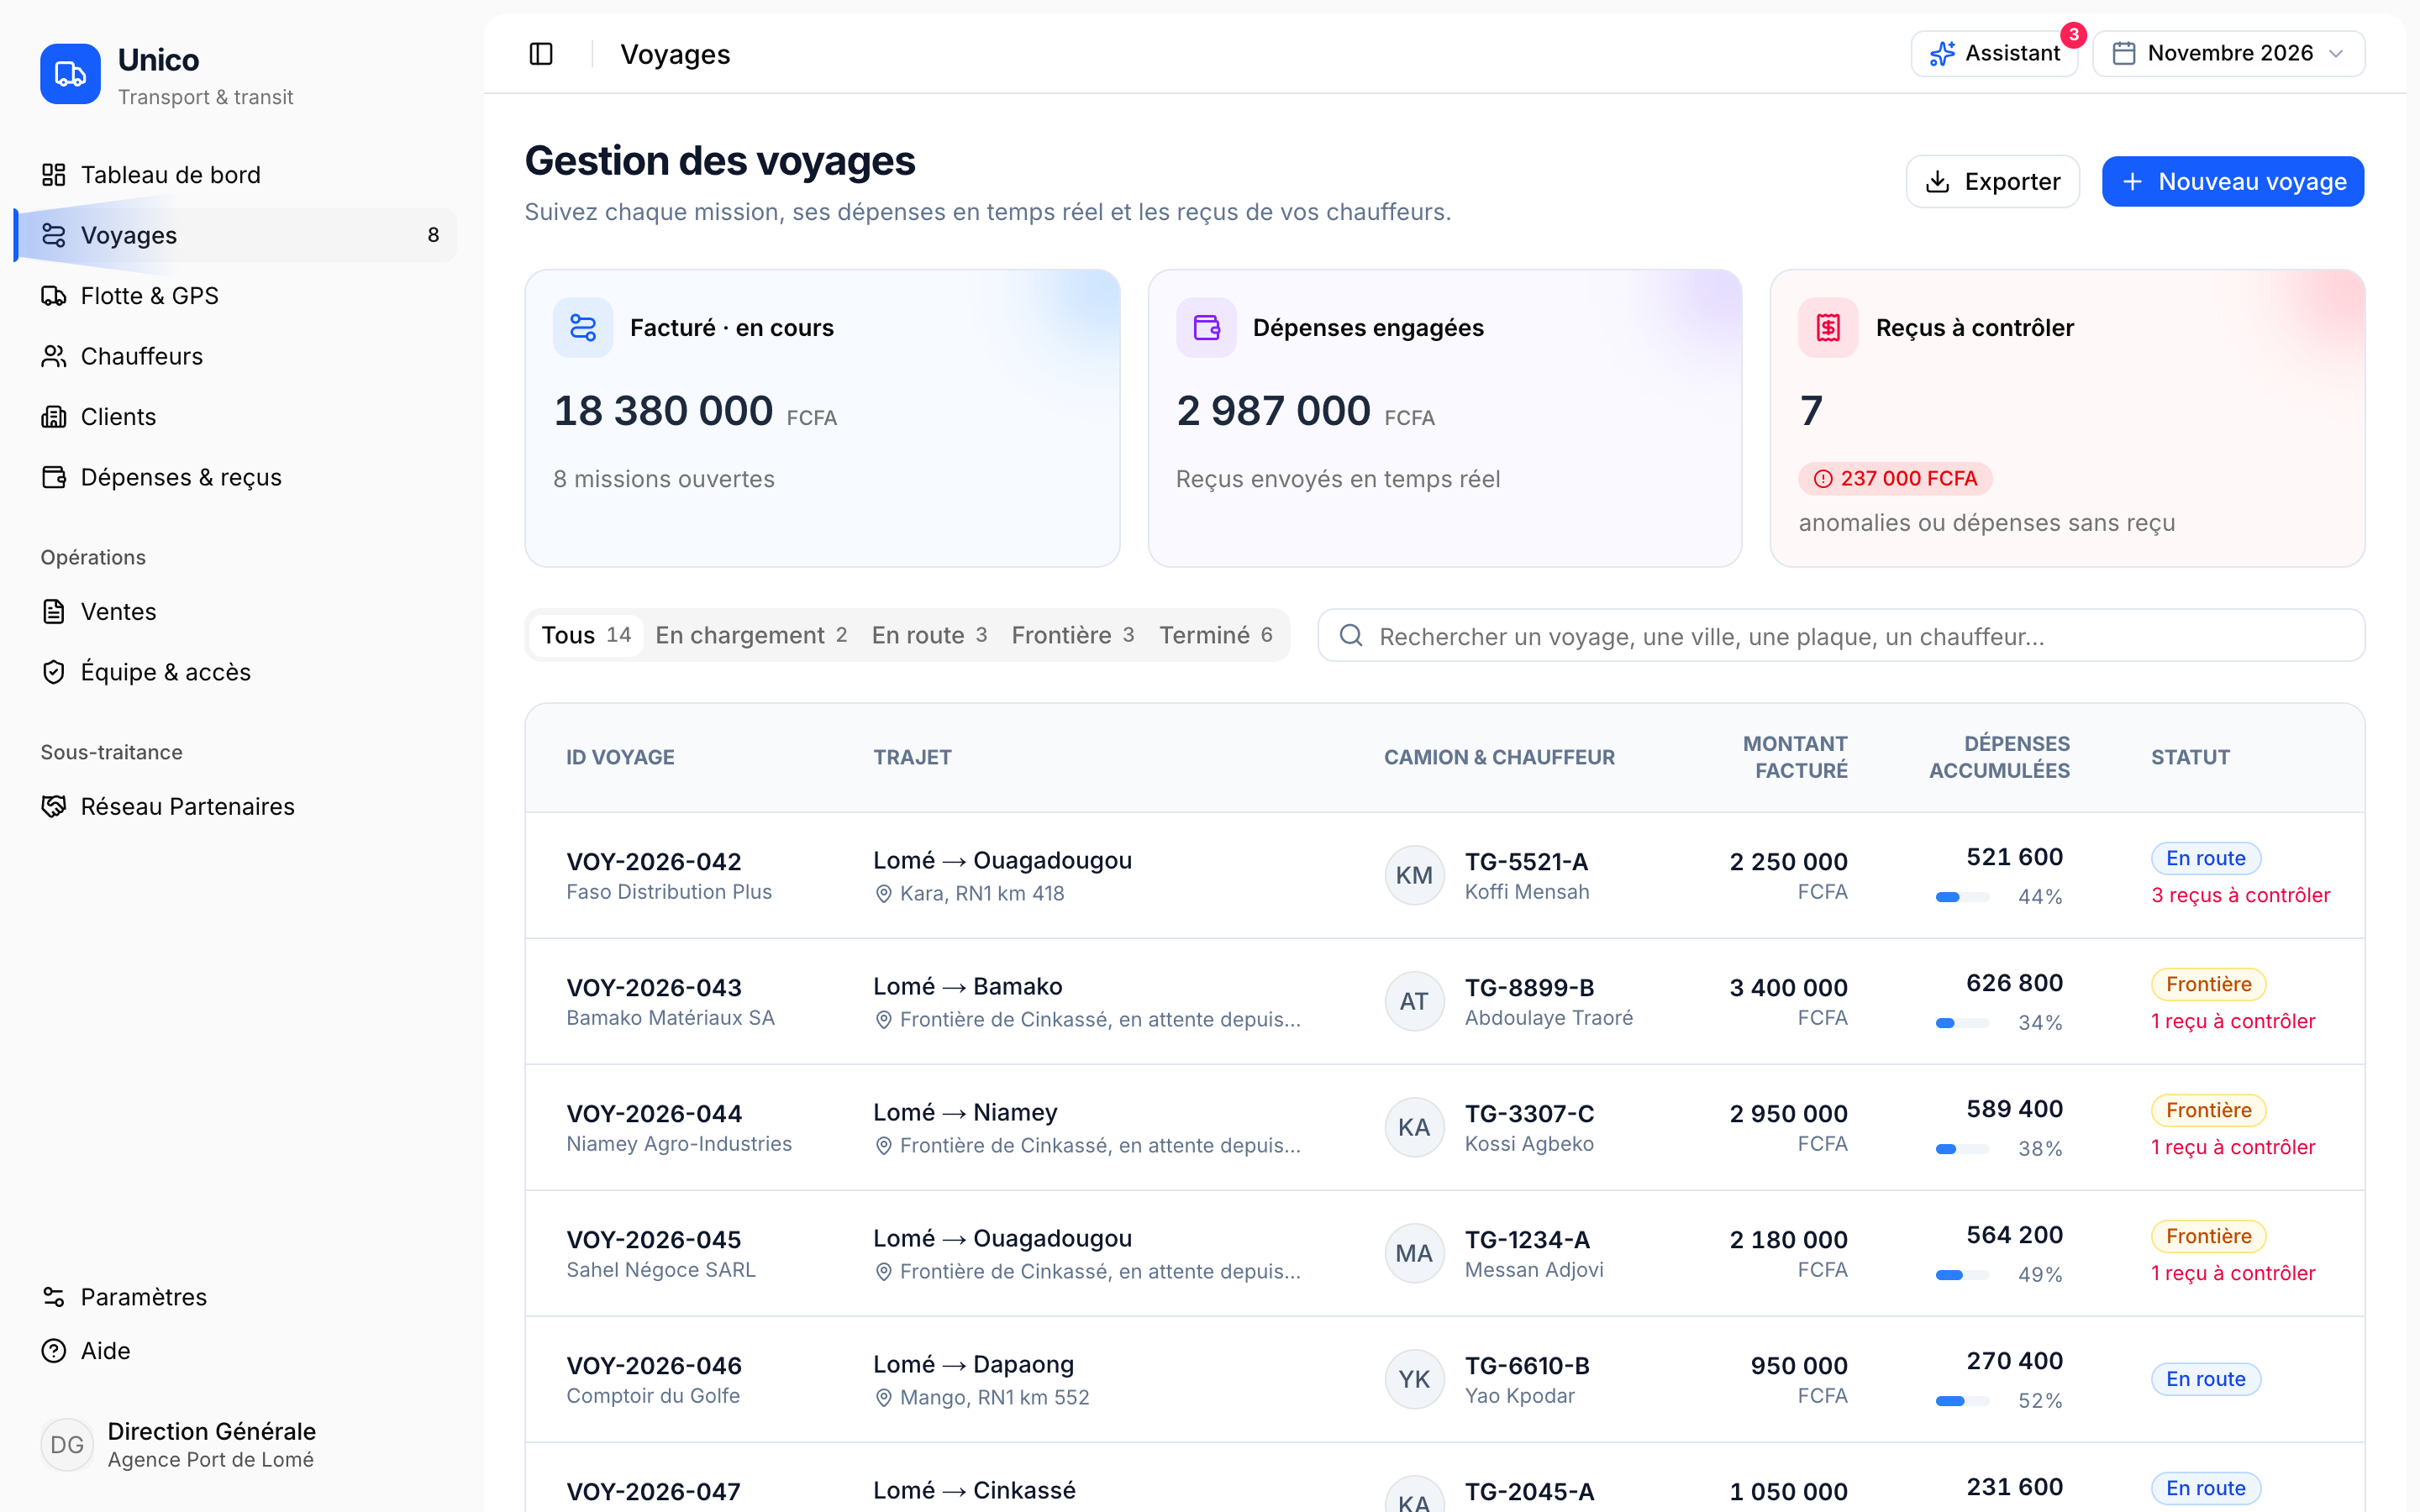 Unico
Transport & transit
Tableau de bord
Voyages 8
Flotte & GPS
Chauffeurs
Clients
Dépenses & reçus
Opérations
Ventes
Équipe & accès
Sous-traitance
Réseau Partenaires
Paramètres
Aide
DG
Direction Générale
Agence Port de Lomé
Voyages
Assistant 3
Novembre 2026
Gestion des voyages
Suivez chaque mission, ses dépenses en temps réel et les reçus de vos chauffeurs.
Exporter
Nouveau voyage
Facturé · en cours
18 380 000 FCFA
8 missions ouvertes
Dépenses engagées
2 987 000 FCFA
Reçus envoyés en temps réel
Reçus à contrôler
7
237 000 FCFA
anomalies ou dépenses sans reçu
Tous 14 En chargement 2 En route 3 Frontière 3 Terminé 6
Rechercher un voyage, une ville, une plaque, un chauffeur...
ID VOYAGE TRAJET CAMION & CHAUFFEUR MONTANT FACTURÉ DÉPENSES ACCUMULÉES STATUT
VOY-2026-042 Lomé → Ouagadougou KM TG-5521-A 2 250 000 521 600 En route
Faso Distribution Plus Kara, RN1 km 418 Koffi Mensah FCFA 44% 3 reçus à contrôler
VOY-2026-043 Lomé → Bamako AT TG-8899-B 3 400 000 626 800 Frontière
Bamako Matériaux SA Frontière de Cinkassé, en attente depuis... Abdoulaye Traoré FCFA 34% 1 reçu à contrôler
VOY-2026-044 Lomé → Niamey KA TG-3307-C 2 950 000 589 400 Frontière
Niamey Agro-Industries Frontière de Cinkassé, en attente depuis... Kossi Agbeko FCFA 38% 1 reçu à contrôler
VOY-2026-045 Lomé → Ouagadougou MA TG-1234-A 2 180 000 564 200 Frontière
Sahel Négoce SARL Frontière de Cinkassé, en attente depuis... Messan Adjovi FCFA 49% 1 reçu à contrôler
VOY-2026-046 Lomé → Dapaong YK TG-6610-B 950 000 270 400 En route
Comptoir du Golfe Mango, RN1 km 552 Yao Kpodar FCFA 52%
VOY-2026-047 Lomé → Cinkassé KA TG-2045-A 1 050 000 231 600 En route